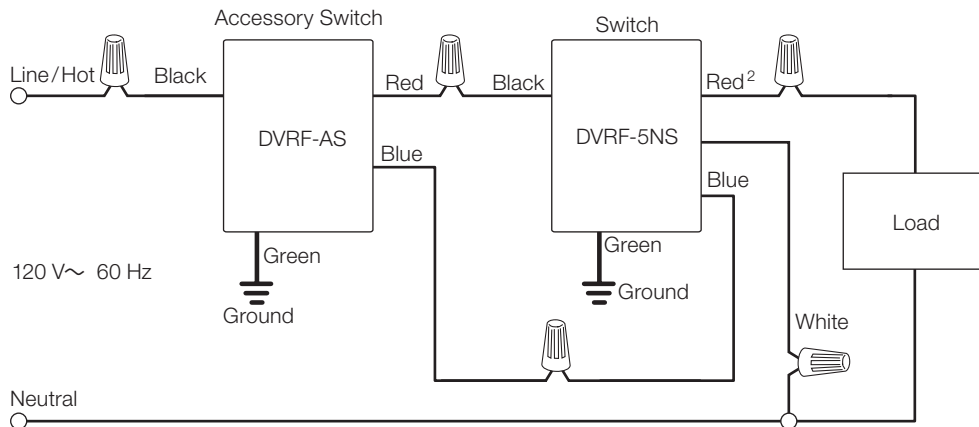 Accessory Switch
Switch
Line/Hot
Black
Red
Black
Red²
DVRF-AS
DVRF-5NS
Blue
Blue
Load
Green
Green
120 V~ 60 Hz
Ground
Ground
White
Neutral